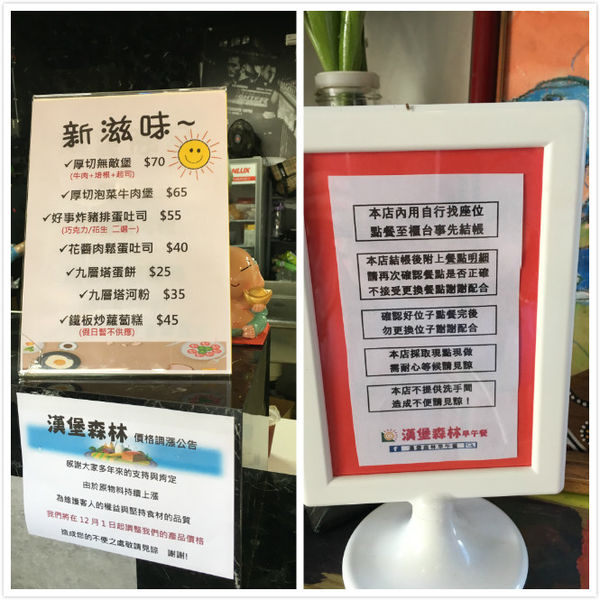 新滋味~
✓厚切無敵堡 $70
(牛肉+培根+起司)
✓厚切泡菜牛肉堡 $65
✓好事炸豬排蛋吐司 $55
(巧克力/花生 二選一)
✓花醬肉鬆蛋吐司 $40
✓九層塔蛋餅 $25
✓九層塔河粉 $35
✓鐵板炒蘿蔔糕 $45
(假日暫不供應)
漢堡森林 價格調漲公告
感謝大家多年來的支持與肯定
由於原物料持續上漲
為維護客人的權益與堅持食材的品質
我們將在12月1日起調整我們的產品價格
造成您的不便之處敬請見諒 謝謝!
本店內用自行找座位
點餐至櫃台事先結帳
本店結帳後附上餐點明細
請再次確認餐點是否正確
不接受更換餐點謝謝配合
確認好位子點餐完後
勿更換位子謝謝配合
本店採取現點現做
需耐心等候請見諒
本店不提供洗手間
造成不便請見諒!
漢堡森林早午餐